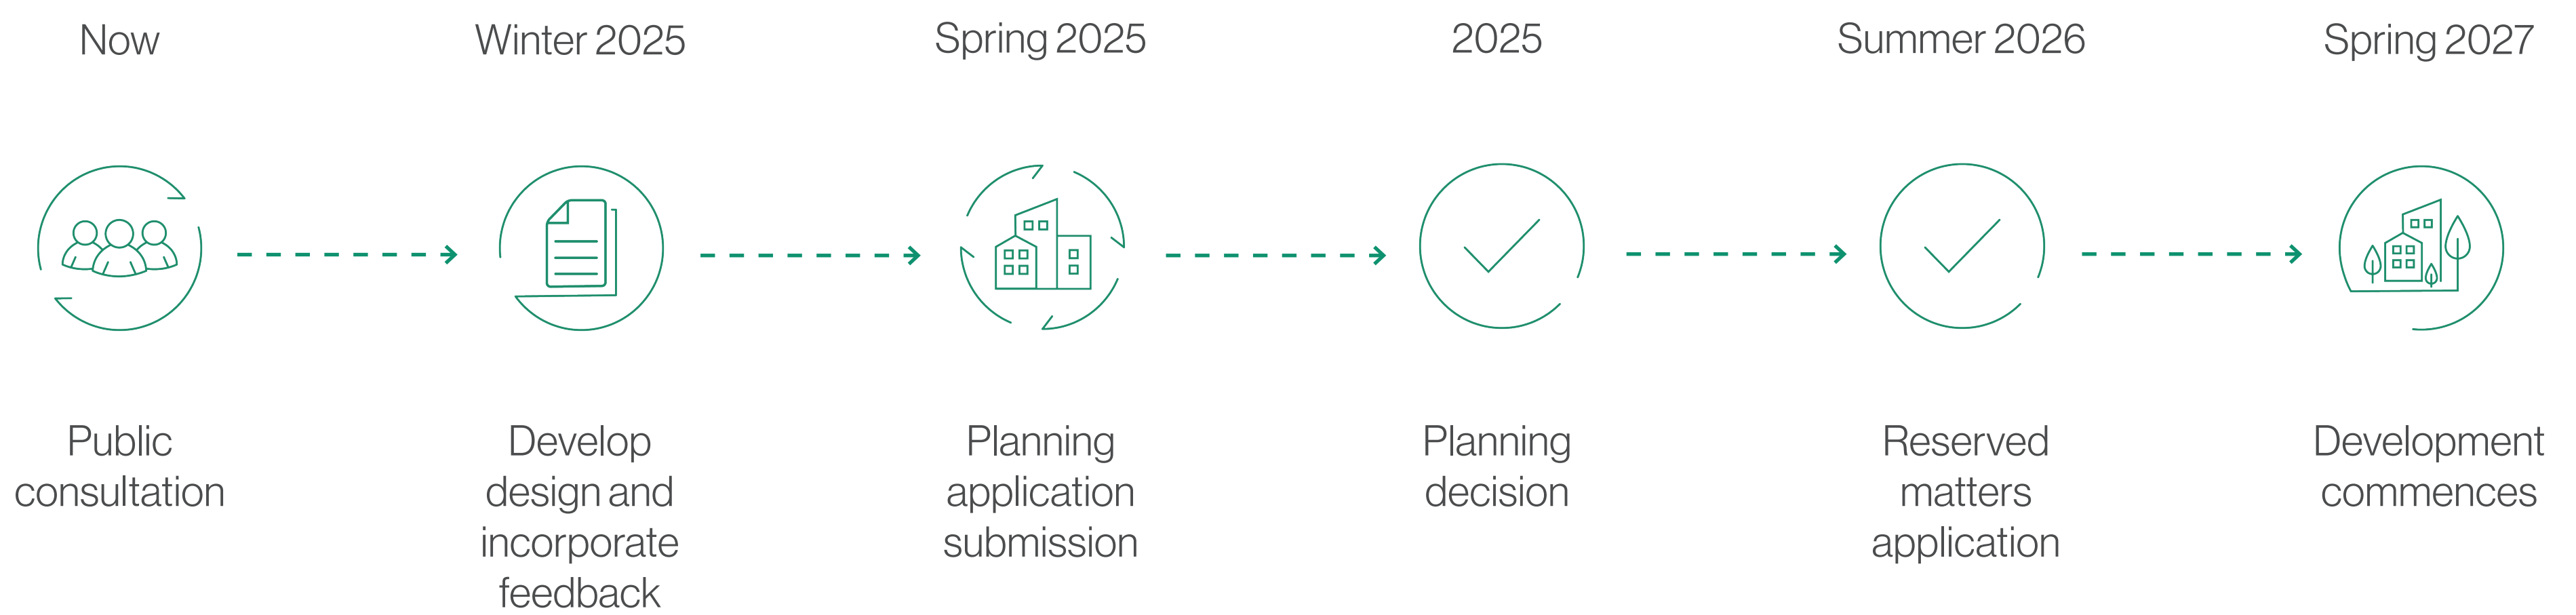 Now
Winter 2025
Spring 2025
2025
Summer 2026
Spring 2027
Public
consultation
Develop
design and
incorporate
feedback
Planning
application
submission
Planning
decision
Reserved
matters
application
Development
commences